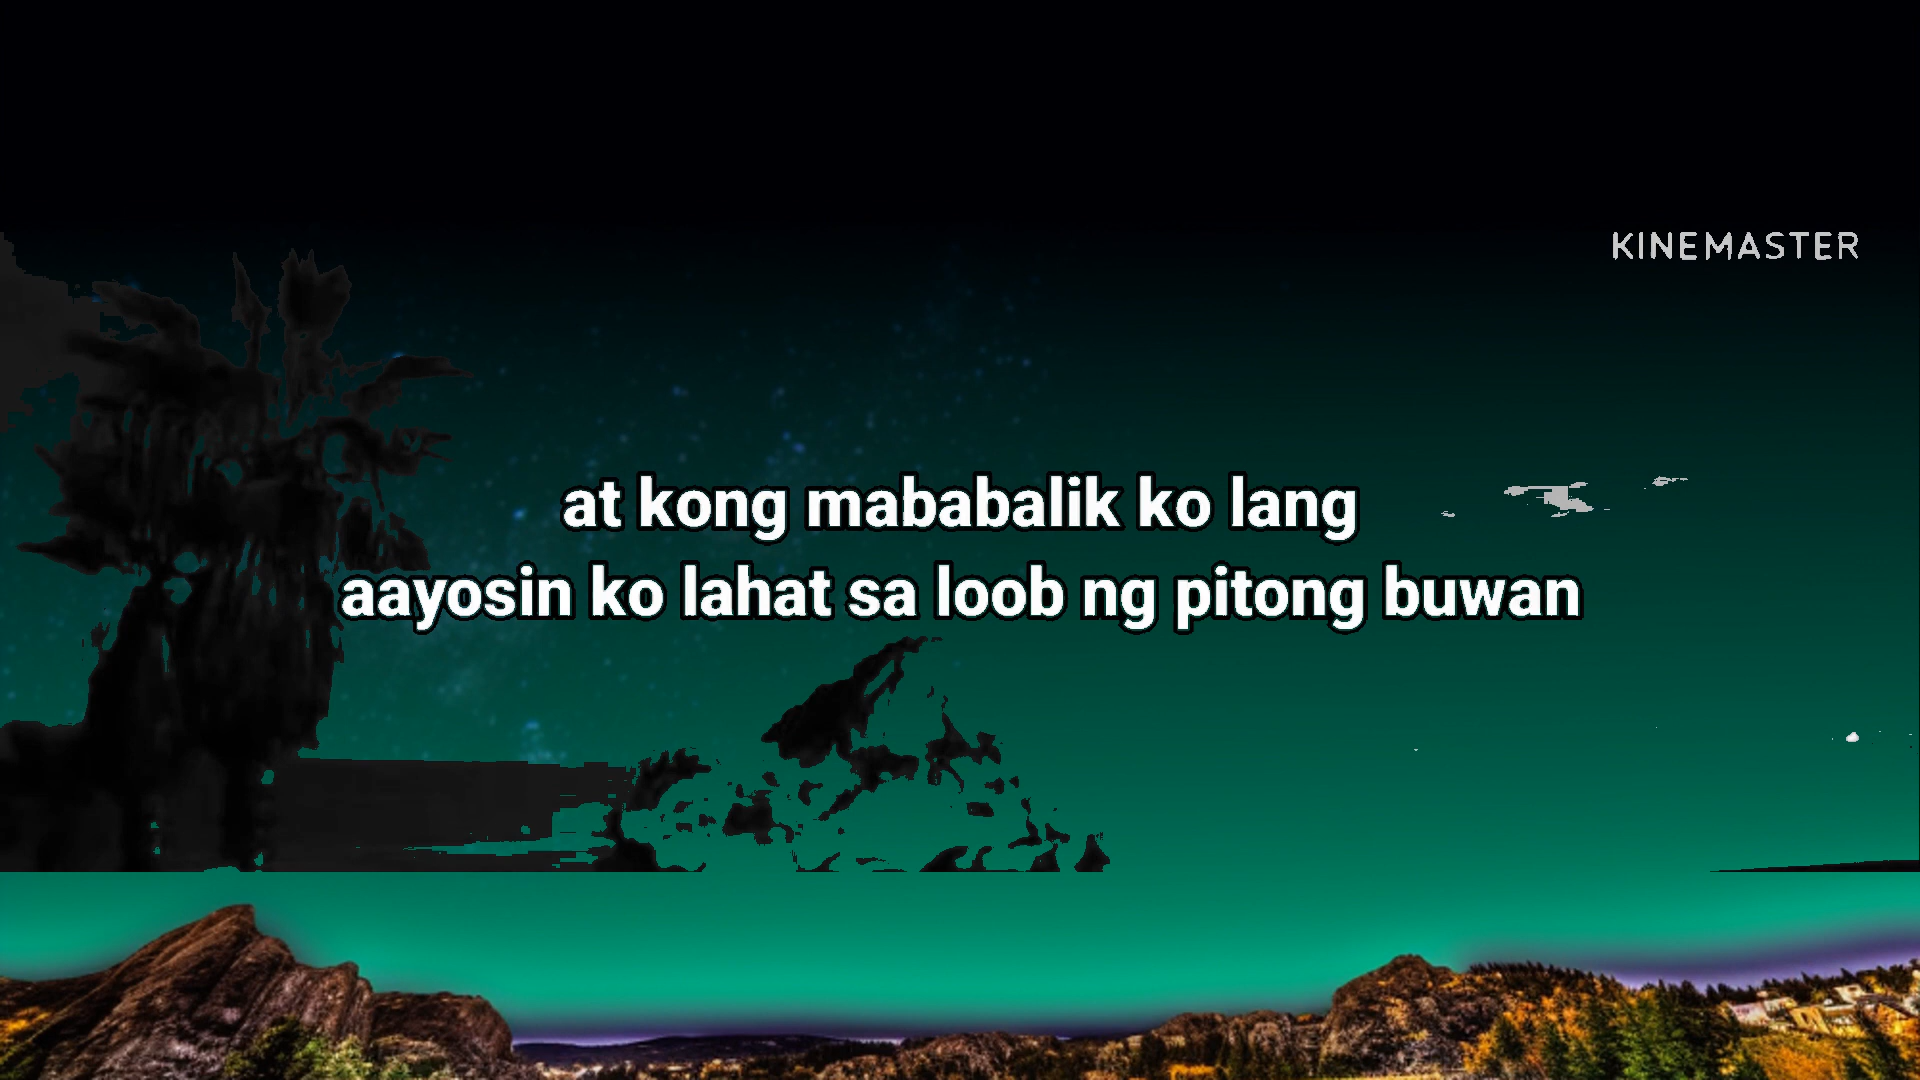 KINEMASTER
at kong mababalik ko lang
aayosin ko lahat sa loob ng pitong buwan